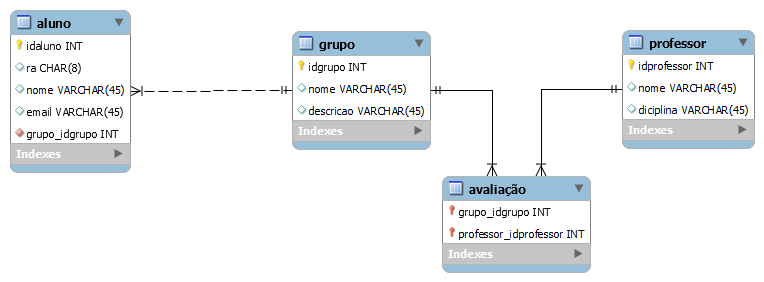 aluno
idaluno INT
ra CHAR(8)
nome VARCHAR(45)
email VARCHAR(45)
grupo_idgrupo INT
Indexes
grupo
idgrupo INT
nome VARCHAR(45)
descricao VARCHAR(45)
Indexes
professor
idprofessor INT
nome VARCHAR(45)
diciplina VARCHAR(45)
Indexes
avaliação
grupo_idgrupo INT
professor_idprofessor INT
Indexes